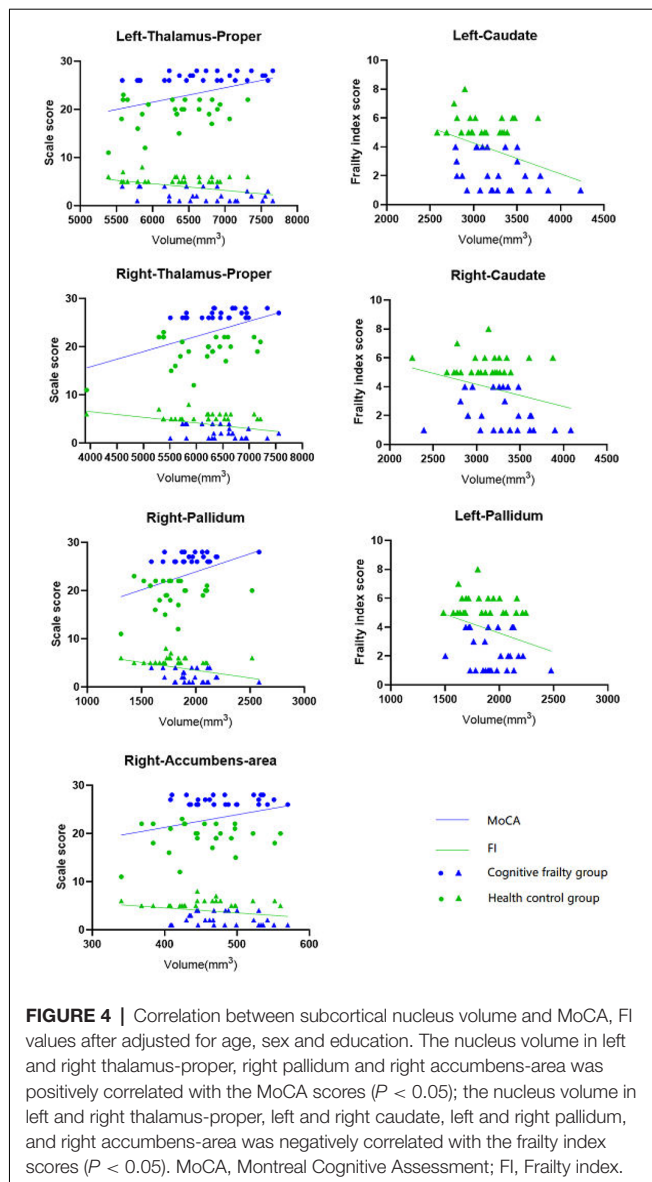 Left-Thalamus-Proper
Scale score
30
20
10
0
5000 5500 6000 6500 7000 7500 8000
Volume(mm³)
Left-Caudate
Frailty index score
10
8
6
4
2
0
2000 2500 3000 3500 4000 4500
Volume(mm³)
Right-Thalamus-Proper
Scale score
30
20
10
0
4000 4500 5000 5500 6000 6500 7000 7500 8000
Volume(mm³)
Right-Caudate
Frailty index score
10
8
6
4
2
0
2000 2500 3000 3500 4000 4500
Volume(mm³)
Right-Pallidum
Scale score
30
20
10
0
1000 1500 2000 2500 3000
Volume(mm³)
Left-Pallidum
Frailty index score
10
8
6
4
2
0
1000 1500 2000 2500 3000
Volume(mm³)
Right-Accumbens-area
Scale score
30
20
10
0
300 400 500 600
Volume(mm³)
MoCA
FI
Cognitive frailty group
Health control group
FIGURE 4 | Correlation between subcortical nucleus volume and MoCA, FI
values after adjusted for age, sex and education. The nucleus volume in left
and right thalamus-proper, right pallidum and right accumbens-area was
positively correlated with the MoCA scores (P < 0.05); the nucleus volume in
left and right thalamus-proper, left and right caudate, left and right pallidum,
and right accumbens-area was negatively correlated with the frailty index
scores (P < 0.05). MoCA, Montreal Cognitive Assessment; FI, Frailty index.